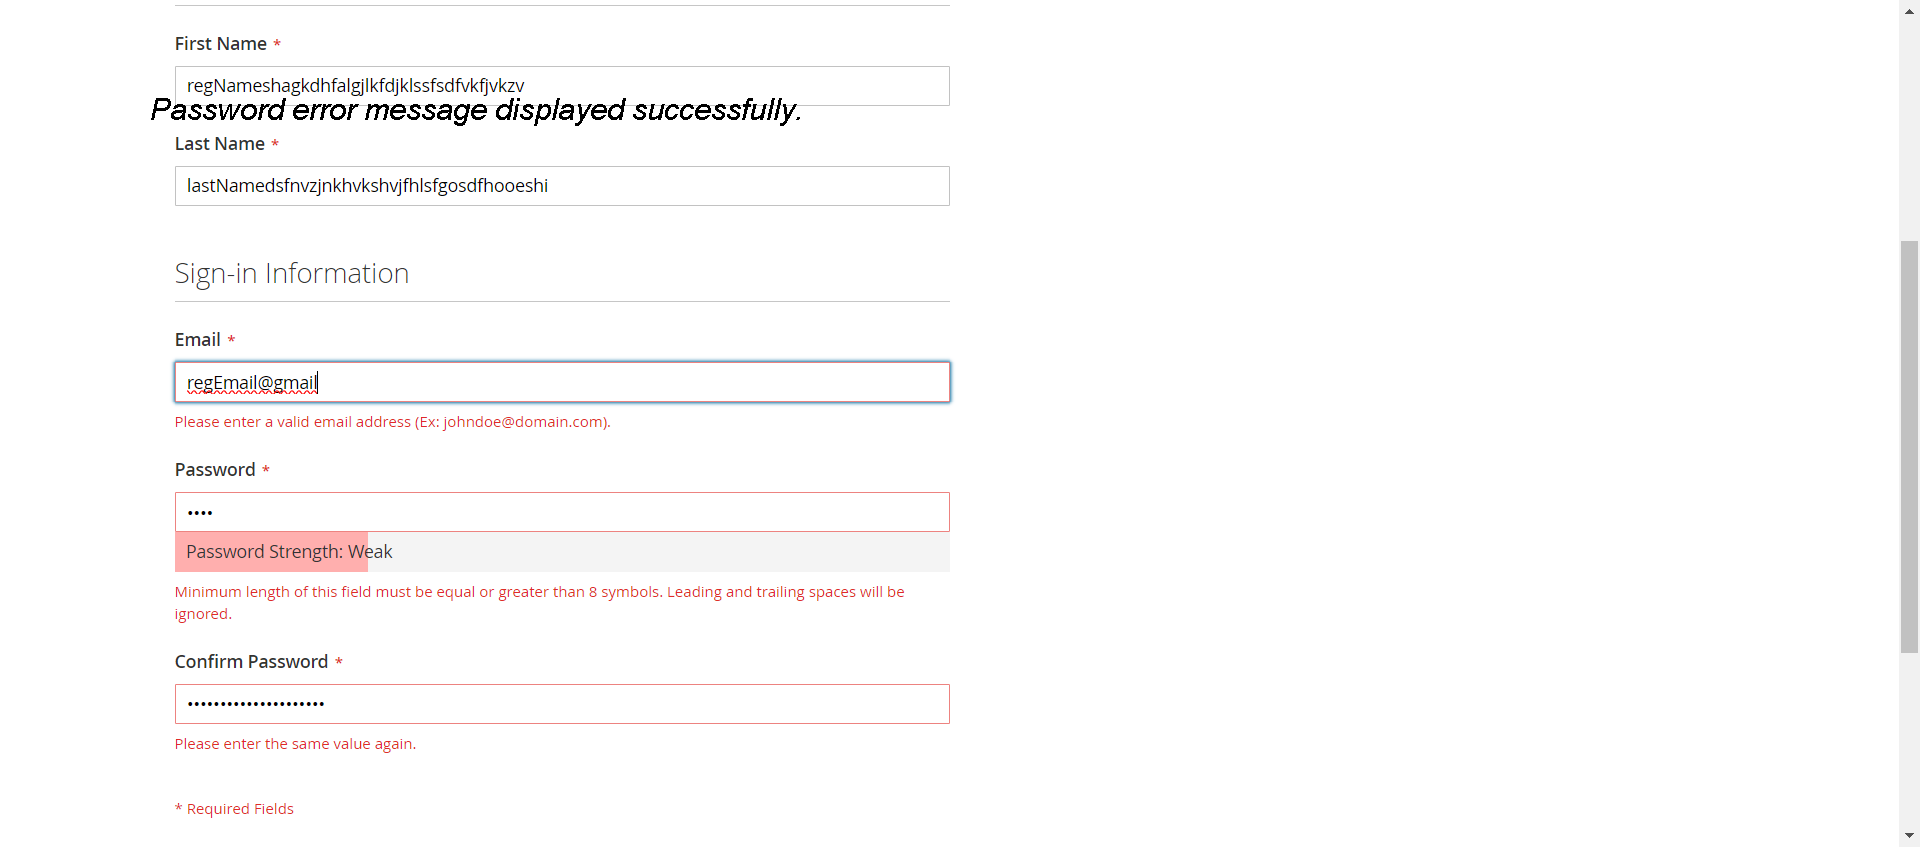 First Name *
regNameshagkdhfalgjlkfdjklssfsdfvkfjvkzv
Password error message displayed successfully.
Last Name *
lastNamedsfnvzjnkhvkshvjfhlsfgosdfhooeshi
Sign-in Information
Email *
regEmail@gmail
Please enter a valid email address (Ex: johndoe@domain.com).
Password *
••••
Password Strength: Weak
Minimum length of this field must be equal or greater than 8 symbols. Leading and trailing spaces will be
ignored.
Confirm Password *
•••••••••••••••••••••
Please enter the same value again.
* Required Fields